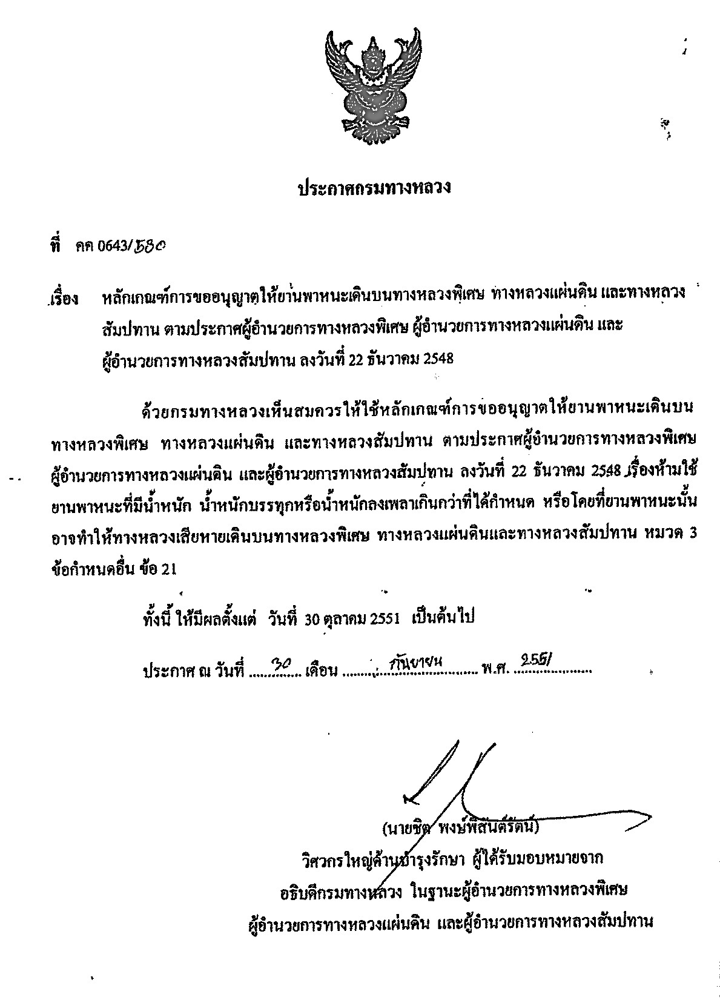 ประกาศกรมทางหลวง
ที่ คค 0643/530
เรื่อง หลักเกณฑ์การขออนุญาตให้ยานพาหนะเดินบนทางหลวงพิเศษ ทางหลวงแผ่นดิน และทางหลวง
สัมปทาน ตามประกาศผู้อำนวยการทางหลวงพิเศษ ผู้อำนวยการทางหลวงแผ่นดิน และ
ผู้อำนวยการทางหลวงสัมปทาน ลงวันที่ 22 ธันวาคม 2548
ด้วยกรมทางหลวงเห็นสมควรให้ใช้หลักเกณฑ์การขออนุญาตให้ยานพาหนะเดินบน
ทางหลวงพิเศษ ทางหลวงแผ่นดิน และทางหลวงสัมปทาน ตามประกาศผู้อำนวยการทางหลวงพิเศษ
ผู้อำนวยการทางหลวงแผ่นดิน และผู้อำนวยการทางหลวงสัมปทาน ลงวันที่ 22 ธันวาคม 2548 เรื่องห้ามใช้
ยานพาหนะที่มีน้ำหนัก น้ำหนักบรรทุกหรือน้ำหนักลงเพลาเกินกว่าที่ได้กำหนด หรือโดยที่ยานพาหนะนั้น
อาจทำให้ทางหลวงเสียหายเดินบนทางหลวงพิเศษ ทางหลวงแผ่นดินและทางหลวงสัมปทาน หมวด 3
ข้อกำหนดอื่น ข้อ 21
ทั้งนี้ ให้มีผลตั้งแต่ วันที่ 30 ตุลาคม 2551 เป็นต้นไป
ประกาศ ณ วันที่ 30 เดือน กันยายน พ.ศ. 2551
(นายชิต พงษ์พิสันต์รัตน์)
วิศวกรใหญ่ด้านบำรุงรักษา ผู้ได้รับมอบหมายจาก
อธิบดีกรมทางหลวง ในฐานะผู้อำนวยการทางหลวงพิเศษ
ผู้อำนวยการทางหลวงแผ่นดิน และผู้อำนวยการทางหลวงสัมปทาน